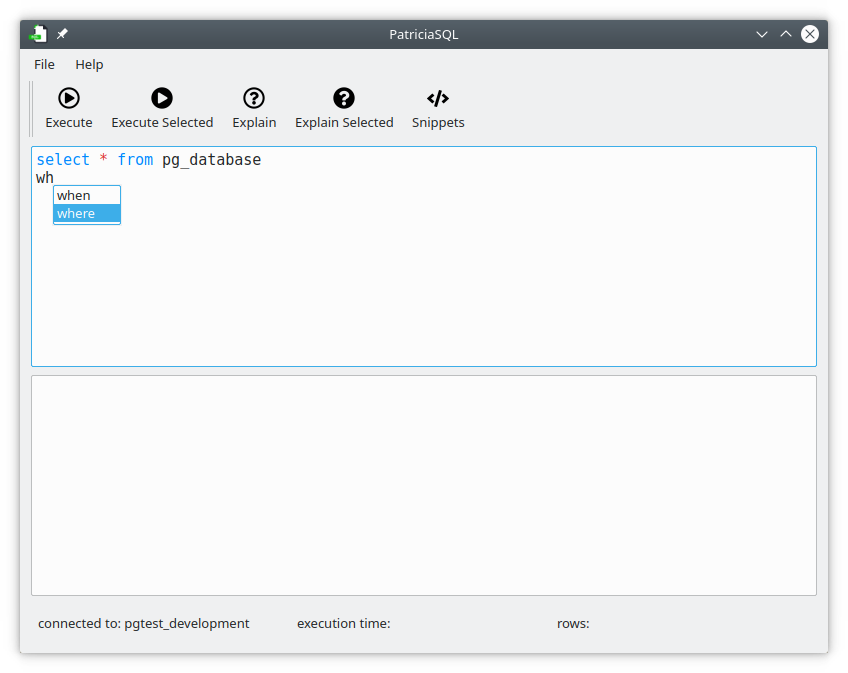 PatriciaSQL
File Help
Execute Execute Selected Explain Explain Selected Snippets
select * from pg_database
wh
when
where
connected to: pgtest_development execution time: rows: